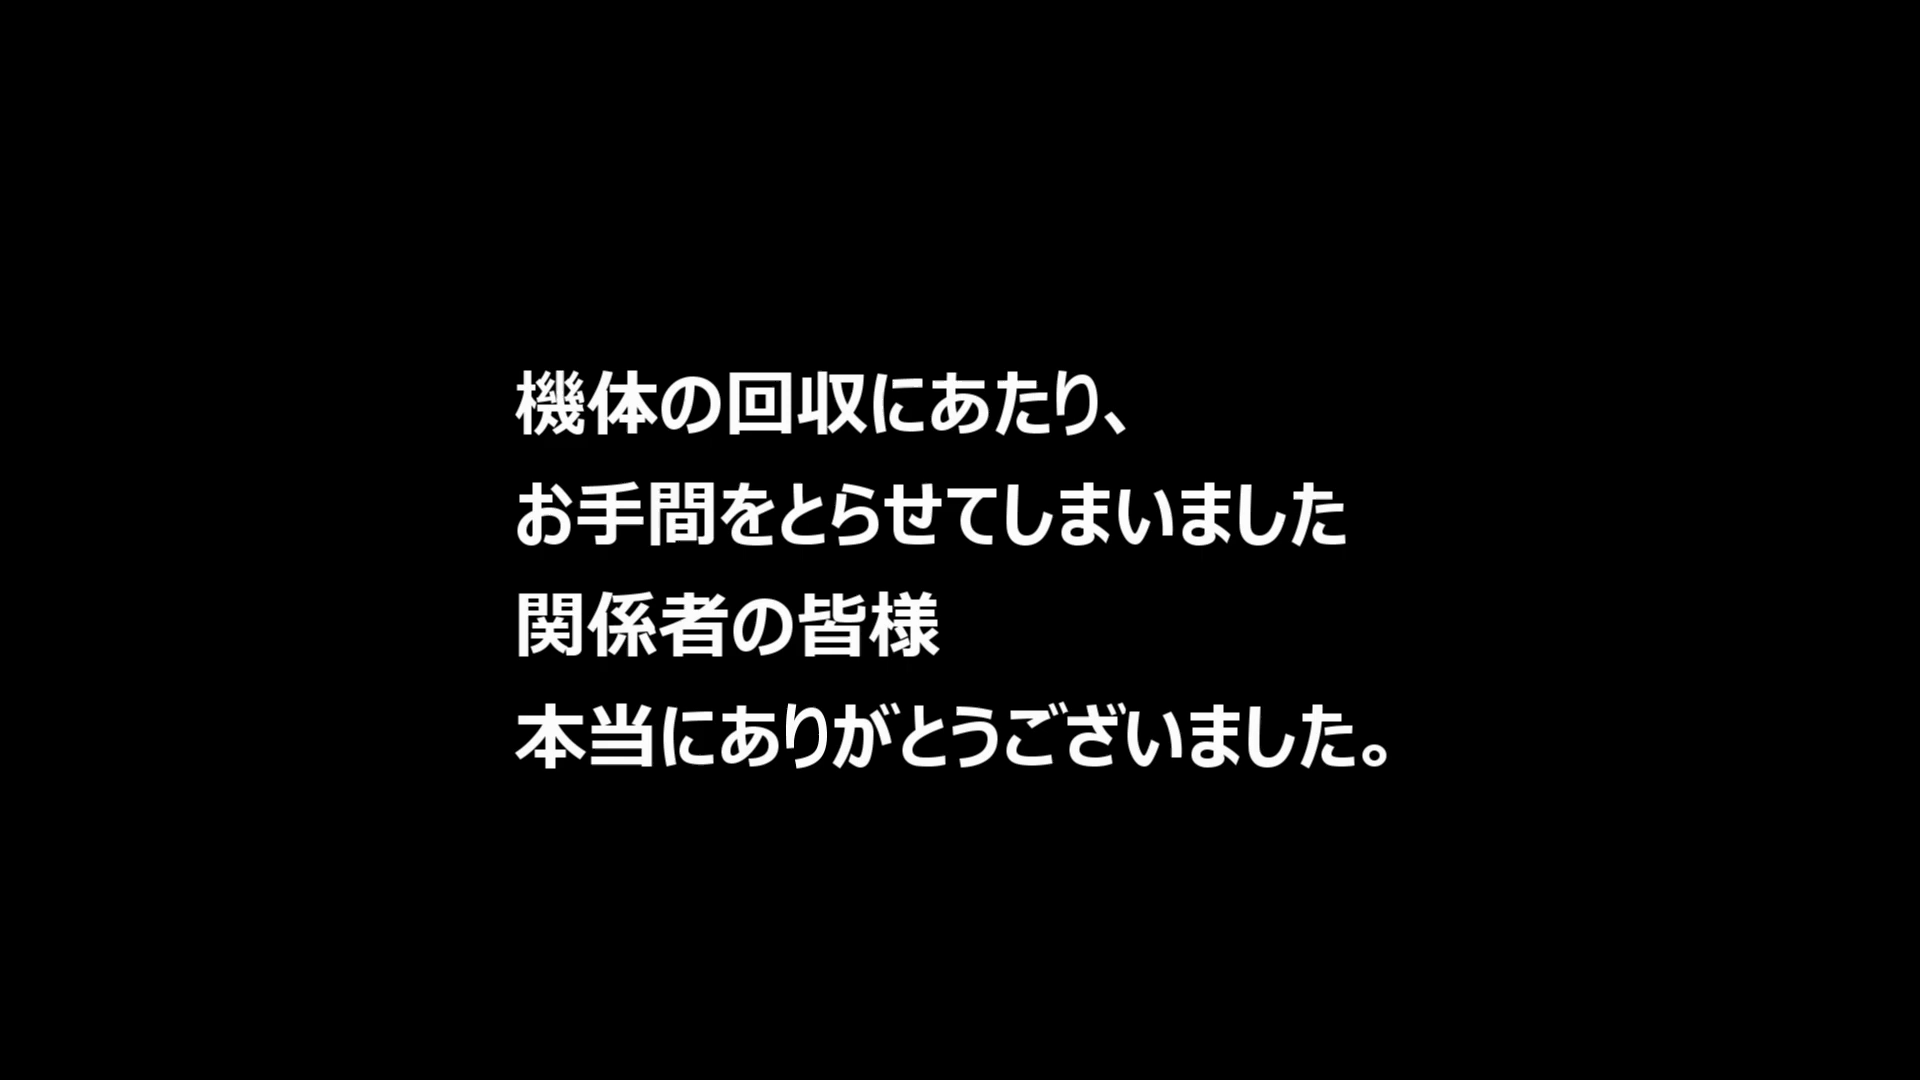 機体の回収にあたり、
お手間をとらせてしまいました
関係者の皆様
本当にありがとうございました。